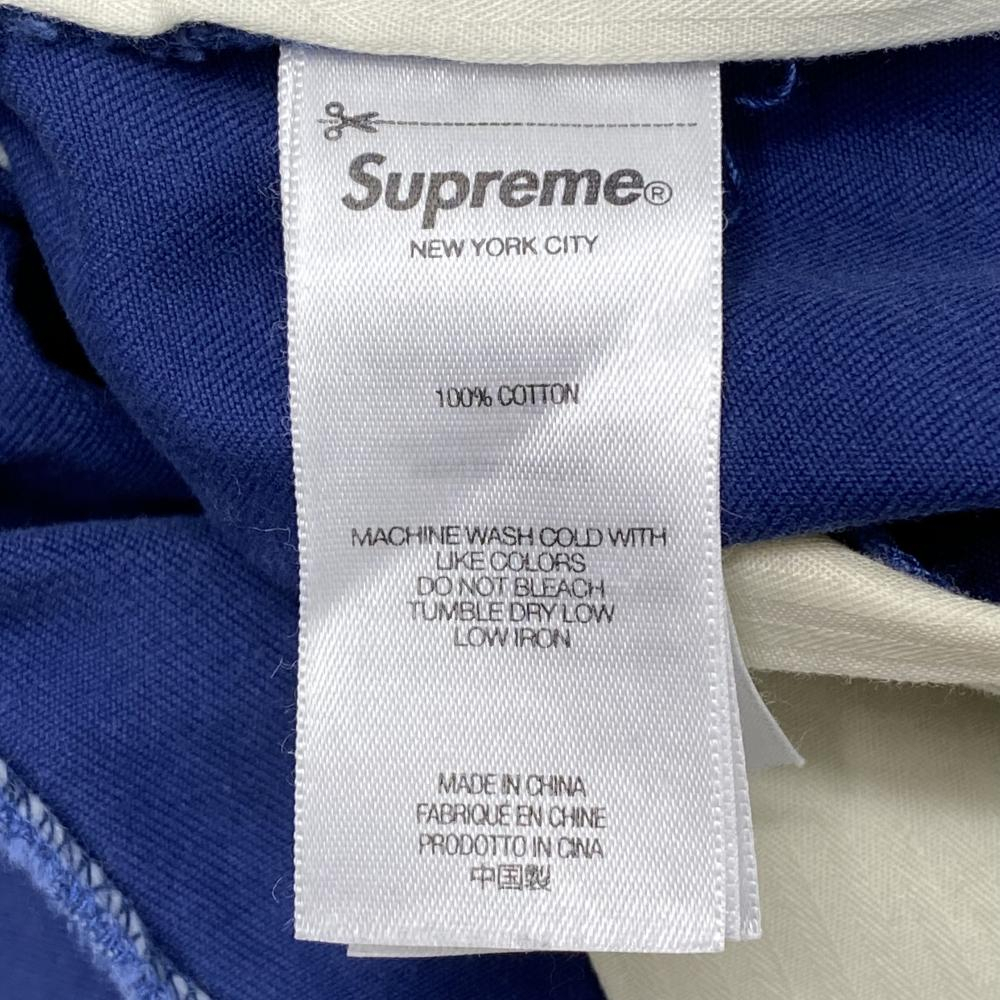 Supreme®
NEW YORK CITY
100% COTTON
MACHINE WASH COLD WITH
LIKE COLORS
DO NOT BLEACH
TUMBLE DRY LOW
LOW IRON
MADE IN CHINA
FABRIQUE EN CHINE
PRODOTTO IN CINA
中国製